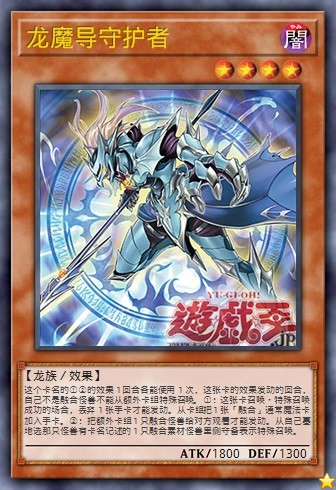 龙魔导守护者
闇
YU-GI-OH!
遊戯王
.JP
【龙族／效果】
这个卡名的①②的效果1回合各能使用1次，这张卡的效果发动的回合，
自己不是融合怪兽不能从额外卡组特殊召唤。①：这张卡召唤·特殊召唤
成功的场合，丢弃1张手卡才能发动。从卡组把1张「融合」通常魔法卡
加入手卡。②：把额外卡组1只融合怪兽给对方观看才能发动。从自己墓
地选那只怪兽有卡名记述的1只融合素材怪兽里侧守备表示特殊召唤。
ATK/1800 DEF/1300